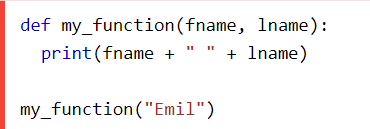 def my_function(fname, lname):
  print(fname + " " + lname)

my_function("Emil")